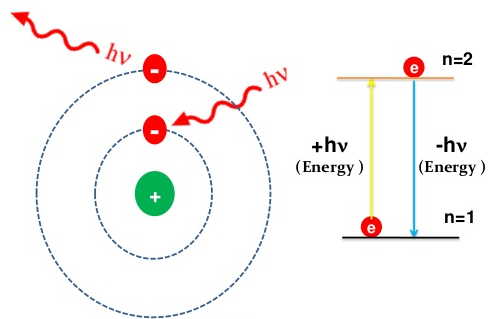 hν
-
hν
-
+
e
n=2
+hν
(Energy )
-hν
(Energy )
n=1
e